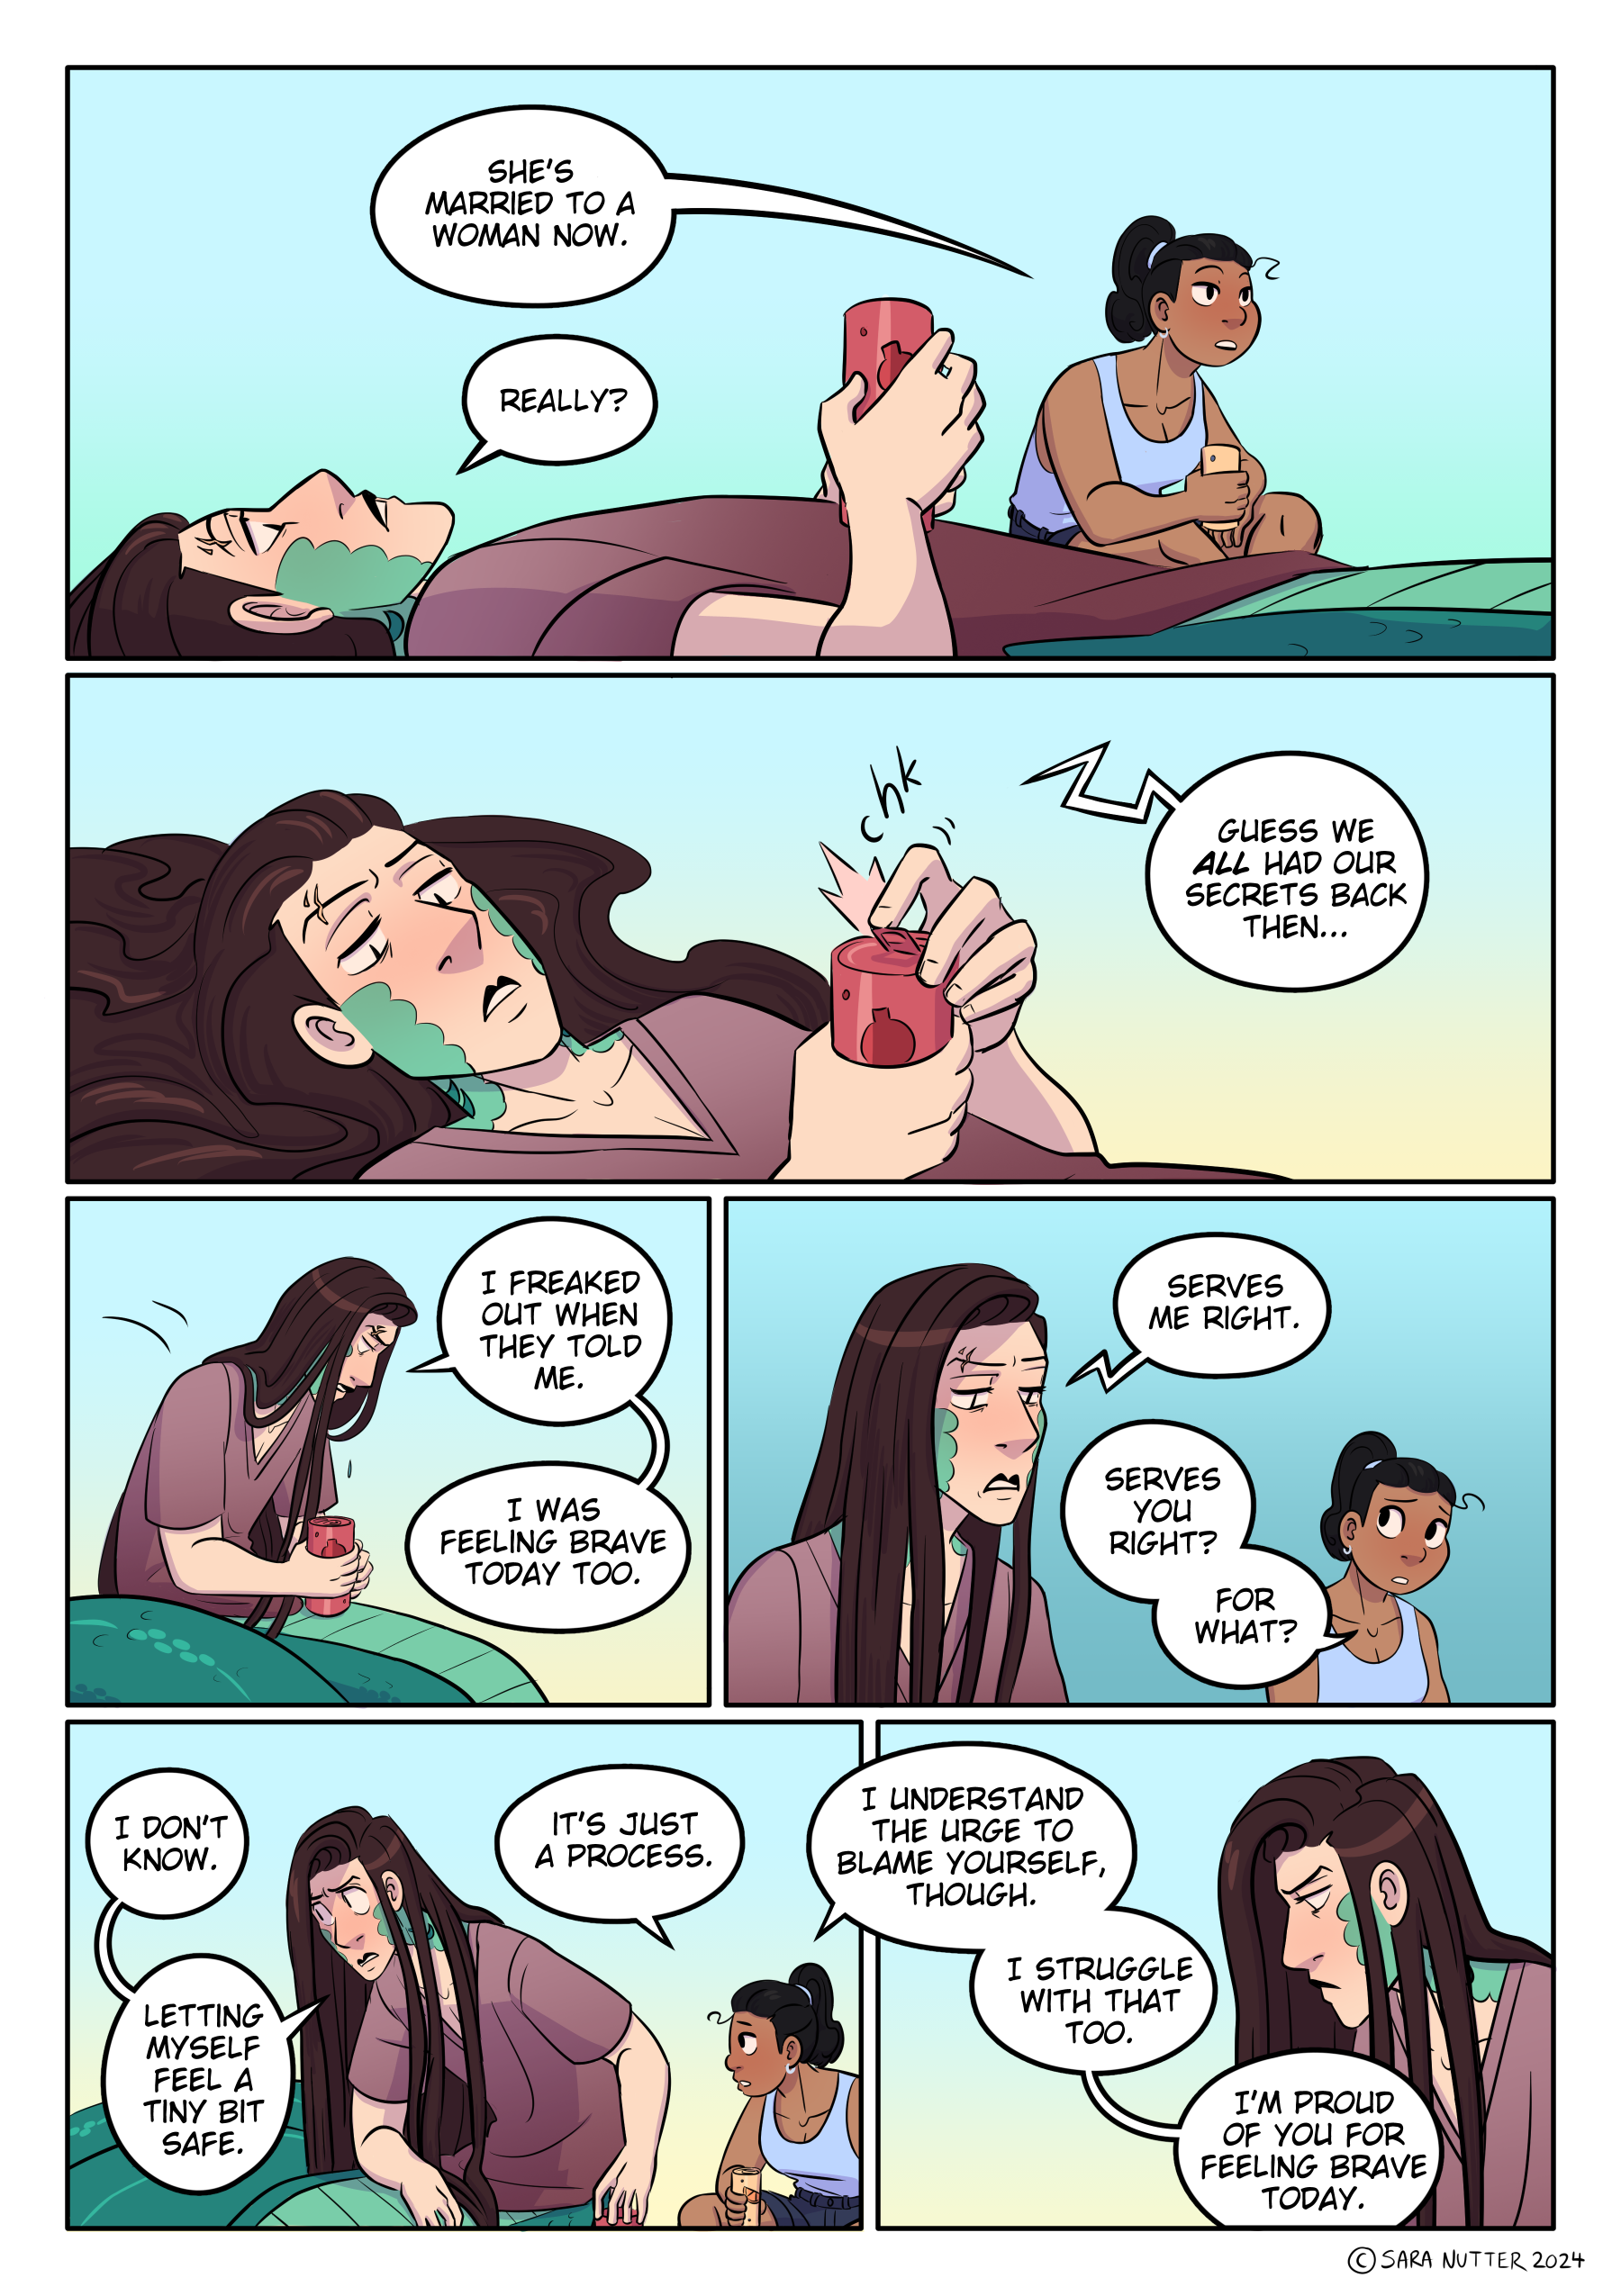 SHE'S
MARRIED TO A
WOMAN NOW.
REALLY?
chk
GUESS WE
ALL HAD OUR
SECRETS BACK
THEN...
I FREAKED
OUT WHEN
THEY TOLD
ME.
I WAS
FEELING BRAVE
TODAY TOO.
SERVES
ME RIGHT.
SERVES
YOU
RIGHT?
FOR
WHAT?
I DON'T
KNOW.
LETTING
MYSELF
FEEL A
TINY BIT
SAFE.
IT'S JUST
A PROCESS.
I UNDERSTAND
THE URGE TO
BLAME YOURSELF,
THOUGH.
I STRUGGLE
WITH THAT
TOO.
I'M PROUD
OF YOU FOR
FEELING BRAVE
TODAY.
© SARA NUTTER 2024